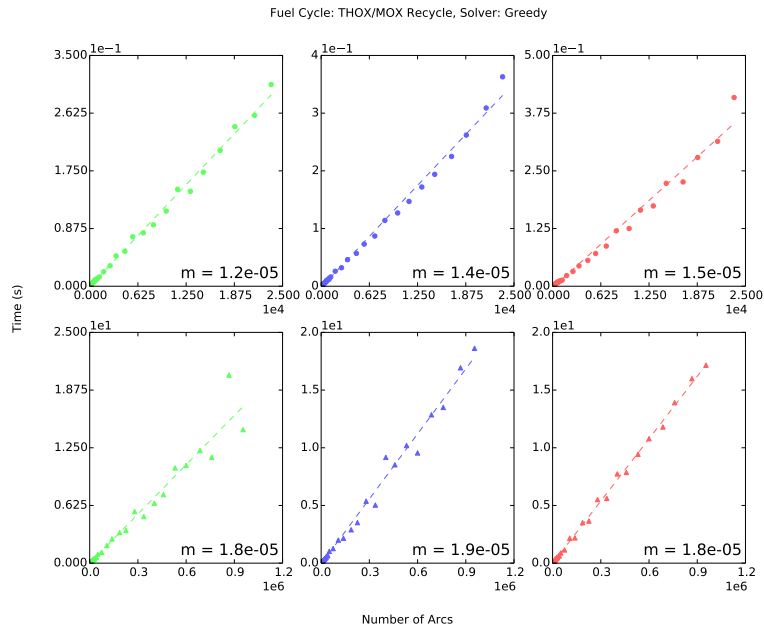 Fuel Cycle: THOX/MOX Recycle, Solver: Greedy
1e−1
3.500
2.625
1.750
0.875
0.000
m = 1.2e-05
0.000 0.625 1.250 1.875 2.500
1e4
1e−1
4
3
2
1
0
m = 1.4e-05
0.000 0.625 1.250 1.875 2.500
1e4
1e−1
5.00
3.75
2.50
1.25
0.00
m = 1.5e-05
0.000 0.625 1.250 1.875 2.500
1e4
Time (s)
1e1
2.500
1.875
1.250
0.625
0.000
m = 1.8e-05
0.0 0.3 0.6 0.9 1.2
1e6
1e1
2.0
1.5
1.0
0.5
0.0
m = 1.9e-05
0.0 0.3 0.6 0.9 1.2
1e6
1e1
2.0
1.5
1.0
0.5
0.0
m = 1.8e-05
0.0 0.3 0.6 0.9 1.2
1e6
Number of Arcs